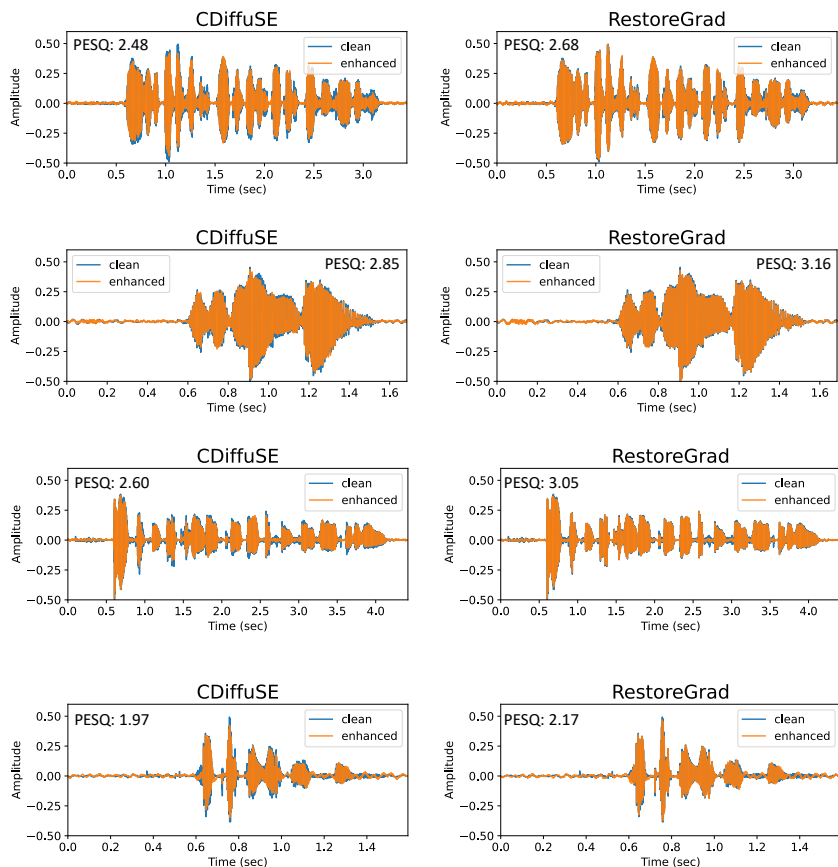 CDiffuSE
PESQ: 2.48
clean
enhanced
Amplitude
0.50
0.25
0.00
−0.25
−0.50
0.0 0.5 1.0 1.5 2.0 2.5 3.0
Time (sec)
RestoreGrad
PESQ: 2.68
clean
enhanced
Amplitude
0.50
0.25
0.00
−0.25
−0.50
0.0 0.5 1.0 1.5 2.0 2.5 3.0
Time (sec)
CDiffuSE
clean
enhanced
PESQ: 2.85
Amplitude
0.50
0.25
0.00
−0.25
−0.50
0.0 0.2 0.4 0.6 0.8 1.0 1.2 1.4 1.6
Time (sec)
RestoreGrad
clean
enhanced
PESQ: 3.16
Amplitude
0.50
0.25
0.00
−0.25
−0.50
0.0 0.2 0.4 0.6 0.8 1.0 1.2 1.4 1.6
Time (sec)
CDiffuSE
PESQ: 2.60
clean
enhanced
Amplitude
0.50
0.25
0.00
−0.25
−0.50
0.0 0.5 1.0 1.5 2.0 2.5 3.0 3.5 4.0
Time (sec)
RestoreGrad
PESQ: 3.05
clean
enhanced
Amplitude
0.50
0.25
0.00
−0.25
−0.50
0.0 0.5 1.0 1.5 2.0 2.5 3.0 3.5 4.0
Time (sec)
CDiffuSE
PESQ: 1.97
clean
enhanced
Amplitude
0.50
0.25
0.00
−0.25
−0.50
0.0 0.2 0.4 0.6 0.8 1.0 1.2 1.4
Time (sec)
RestoreGrad
PESQ: 2.17
clean
enhanced
Amplitude
0.50
0.25
0.00
−0.25
−0.50
0.0 0.2 0.4 0.6 0.8 1.0 1.2 1.4
Time (sec)